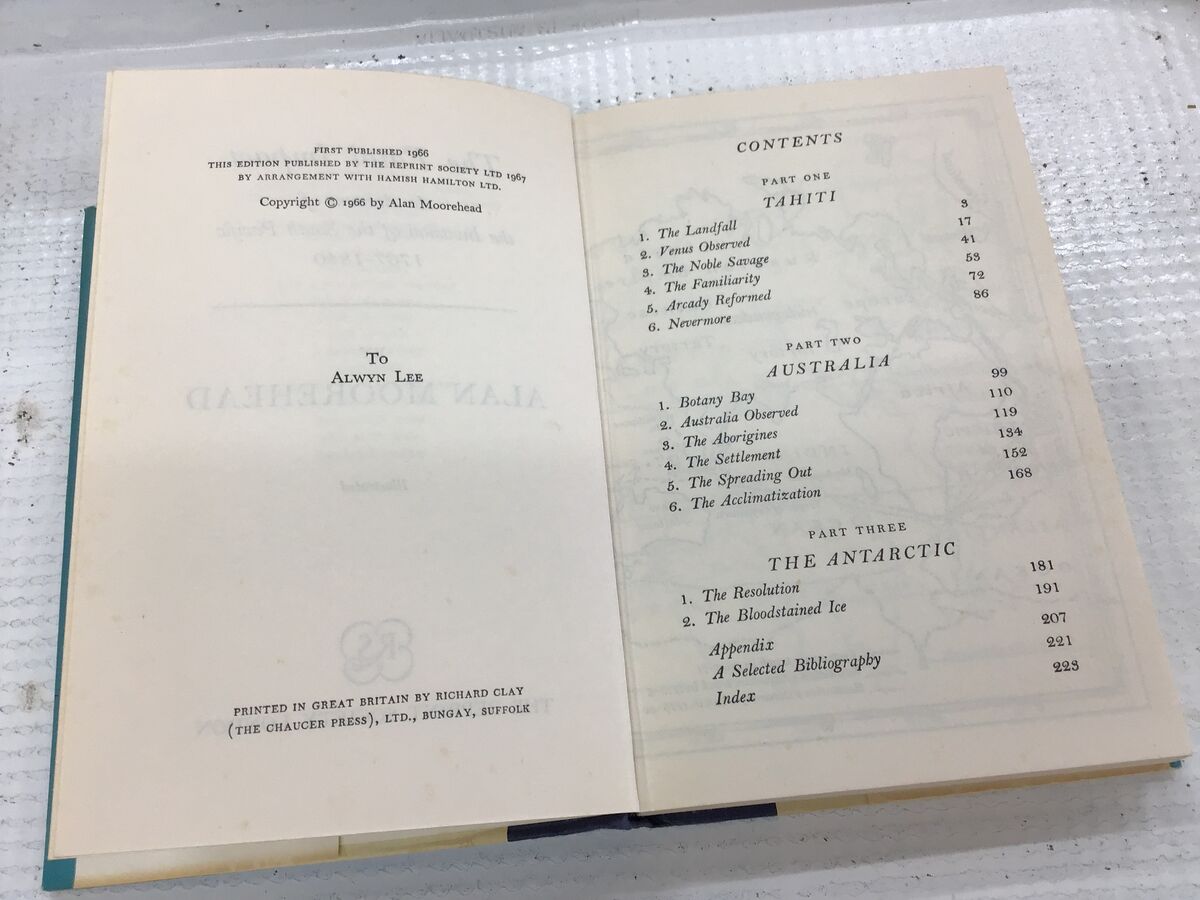 FIRST PUBLISHED 1966
THIS EDITION PUBLISHED BY THE REPRINT SOCIETY LTD 1967
BY ARRANGEMENT WITH HAMISH HAMILTON LTD.
Copyright © 1966 by Alan Moorehead
To
ALWYN LEE
PRINTED IN GREAT BRITAIN BY RICHARD CLAY
(THE CHAUCER PRESS), LTD., BUNGAY, SUFFOLK
CONTENTS
PART ONE
TAHITI
1. The Landfall 3
2. Venus Observed 17
3. The Noble Savage 41
4. The Familiarity 53
5. Arcady Reformed 72
6. Nevermore 86
PART TWO
AUSTRALIA
1. Botany Bay 99
2. Australia Observed 110
3. The Aborigines 119
4. The Settlement 134
5. The Spreading Out 152
6. The Acclimatization 168
PART THREE
THE ANTARCTIC
1. The Resolution 181
2. The Bloodstained Ice 191
Appendix 207
A Selected Bibliography 221
Index 223